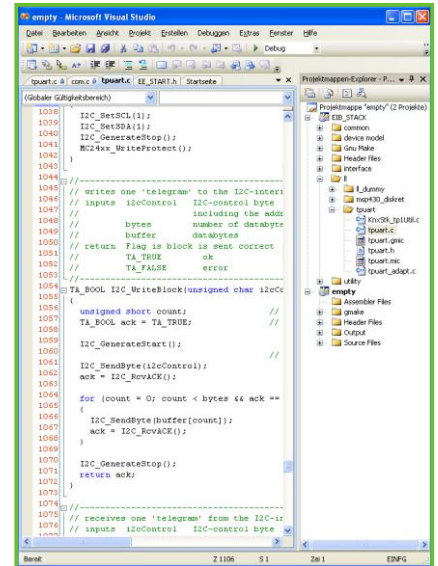 empty - Microsoft Visual Studio
Datei Bearbeiten Ansicht Projekt Erstellen Debuggen Extras Fenster Hilfe
Debug
tpuart.c com.c tpuart.c EE_START.h Startseite
(Globaler Gültigkeitsbereich)
1038 I2C_SetSCL(1);
1039 I2C_SetSDA(1);
1040 I2C_GenerateStop();
1041 MC24xx_WriteProtect();
1042 }
1043
1044 //------------------------------
1045 // writes one 'telegram' to the I2C-inter
1046 // inputs i2cControl I2C-control byte
1047 // including the addr
1048 // bytes number of databyte
1049 // buffer databytes
1050 // return Flag is block is sent correct
1051 // TA_TRUE ok
1052 // TA_FALSE error
1053 //------------------------------
1054 TA_BOOL I2C_WriteBlock(unsigned char i2cCo
1055 {
1056 unsigned short count; //
1057 TA_BOOL ack = TA_TRUE; //
1058
1059 I2C_GenerateStart();
1060 //
1061 I2C_SendByte(i2cControl);
1062 ack = I2C_RcvACK();
1063
1064 for (count = 0; count < bytes && ack ==
1065 {
1066 I2C_SendByte(buffer[count]);
1067 ack = I2C_RcvACK();
1068 }
1069
1070 I2C_GenerateStop();
1071 return ack;
1072 }
1073
1074 //------------------------------
1075 // receives one 'telegram' from the I2C-in
1076 // inputs i2cControl I2C-control byte
Projektmappen-Explorer - P...
Projektmappe "empty" (2 Projekte)
EIB_STACK
common
device model
Gnu Make
Header files
interface
ll
ll_dummy
msp430_diskret
tpuart
KnxStk_tp1Util.c
tpuart.c
tpuart.gmic
tpuart.h
tpuart.mic
tpuart_adapt.c
utility
empty
Assembler Files
gmake
Header Files
Output
Source Files
Bereit Z 1106 S 1 Zei 1 EINFG